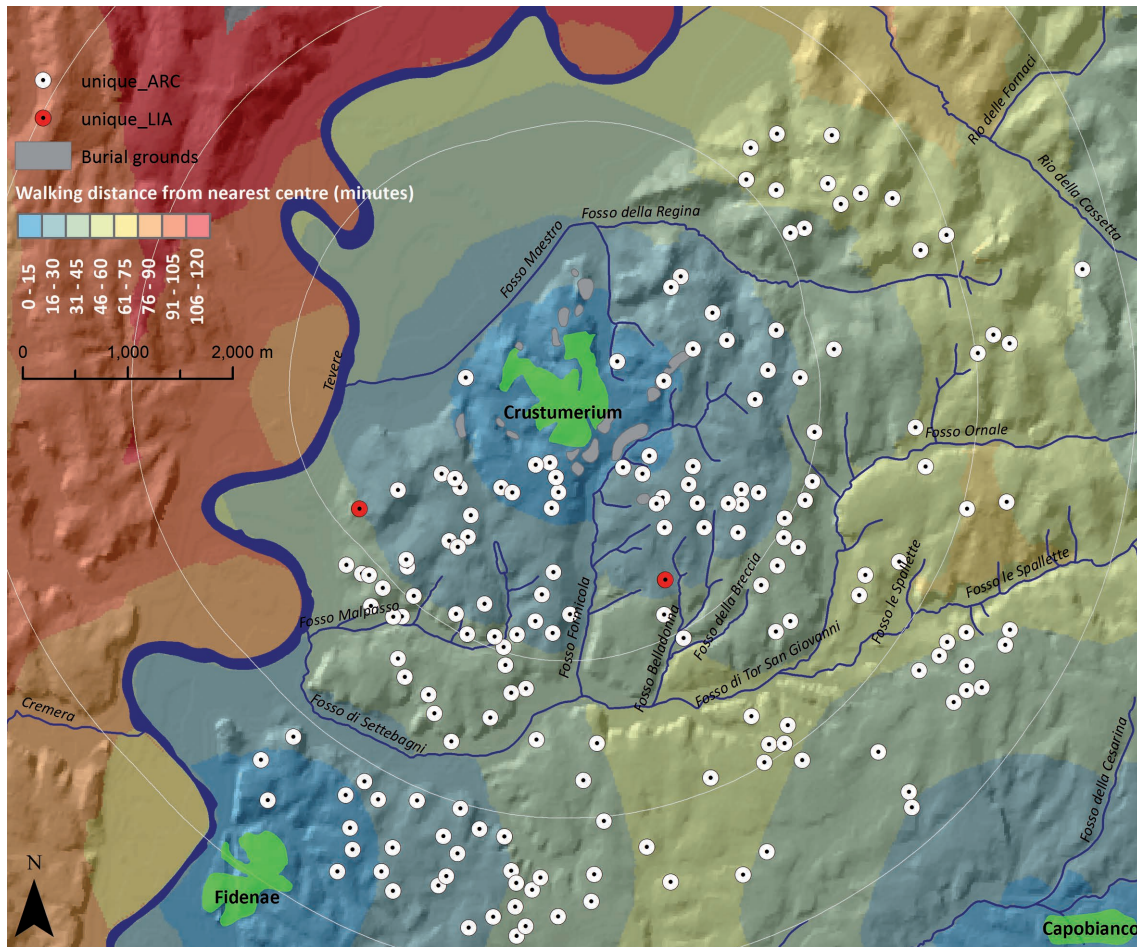 unique_ARC
unique_LIA
Burial grounds
Walking distance from nearest centre (minutes)
0 - 15
16 - 30
31 - 45
46 - 60
61 - 75
76 - 90
91 - 105
106 - 120
0 1,000 2,000 m
Rio delle Fornaci
Rio della Cassetta
Fosso della Regina
Fosso Maestro
Tevere
Crustumerium
Fosso Ornale
Fosso le Spallette
Fosso le Spallette
Fosso della Breccia
Fosso Formicola
Fosso Malpasso
Fosso Belladonna
Fosso di Tor San Giovanni
Fosso di Settebagni
Cremera
Fosso della Cesarina
N
Fidenae
Capobianco